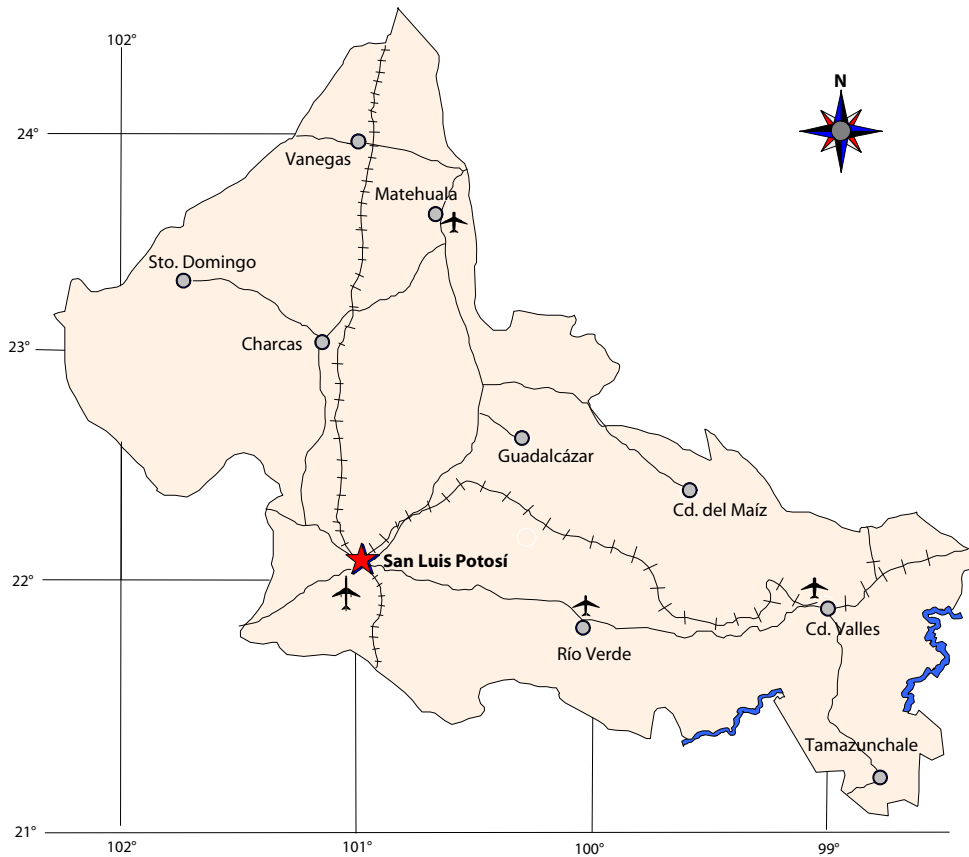 102°
N
24°
Vanegas
Matehuala
Sto. Domingo
Charcas
23°
Guadalcázar
Cd. del Maíz
San Luis Potosí
22°
Cd. Valles
Río Verde
Tamazunchale
21°
102°
101°
100°
99°